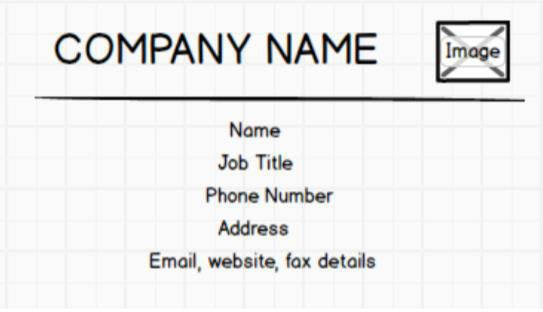 COMPANY NAME
Image
Name
Job Title
Phone Number
Address
Email, website, fax details